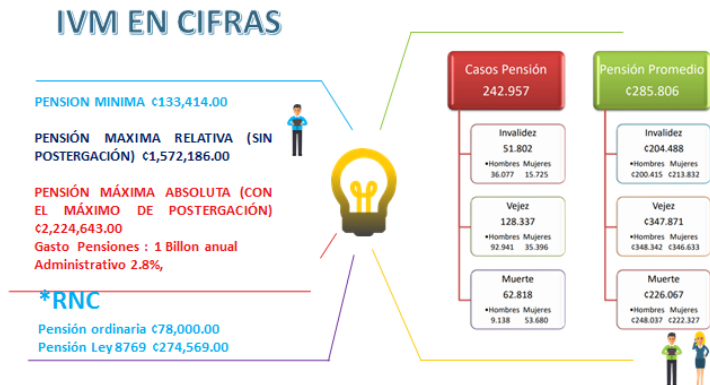 IVM EN CIFRAS
PENSION MINIMA ¢133,414.00
PENSIÓN MAXIMA RELATIVA (SIN
POSTERGACIÓN) ¢1,572,186.00
PENSIÓN MÁXIMA ABSOLUTA (CON
EL MÁXIMO DE POSTERGACIÓN)
¢2,224,643.00
Gasto Pensiones : 1 Billon anual
Administrativo 2.8%,
*RNC
Pensión ordinaria ¢78,000.00
Pensión Ley 8769 ¢274,569.00
Casos Pensión
242.957
Invalidez
51.802
•Hombres Mujeres
36.077 15.725
Vejez
128.337
•Hombres Mujeres
92.941 35.396
Muerte
62.818
•Hombres Mujeres
9.138 53.680
Pensión Promedio
¢285.806
Invalidez
¢204.488
•Hombres Mujeres
¢200.415 ¢213.832
Vejez
¢347.871
•Hombres Mujeres
¢348.342 ¢346.633
Muerte
¢226.067
•Hombres Mujeres
¢248.037 ¢222.327